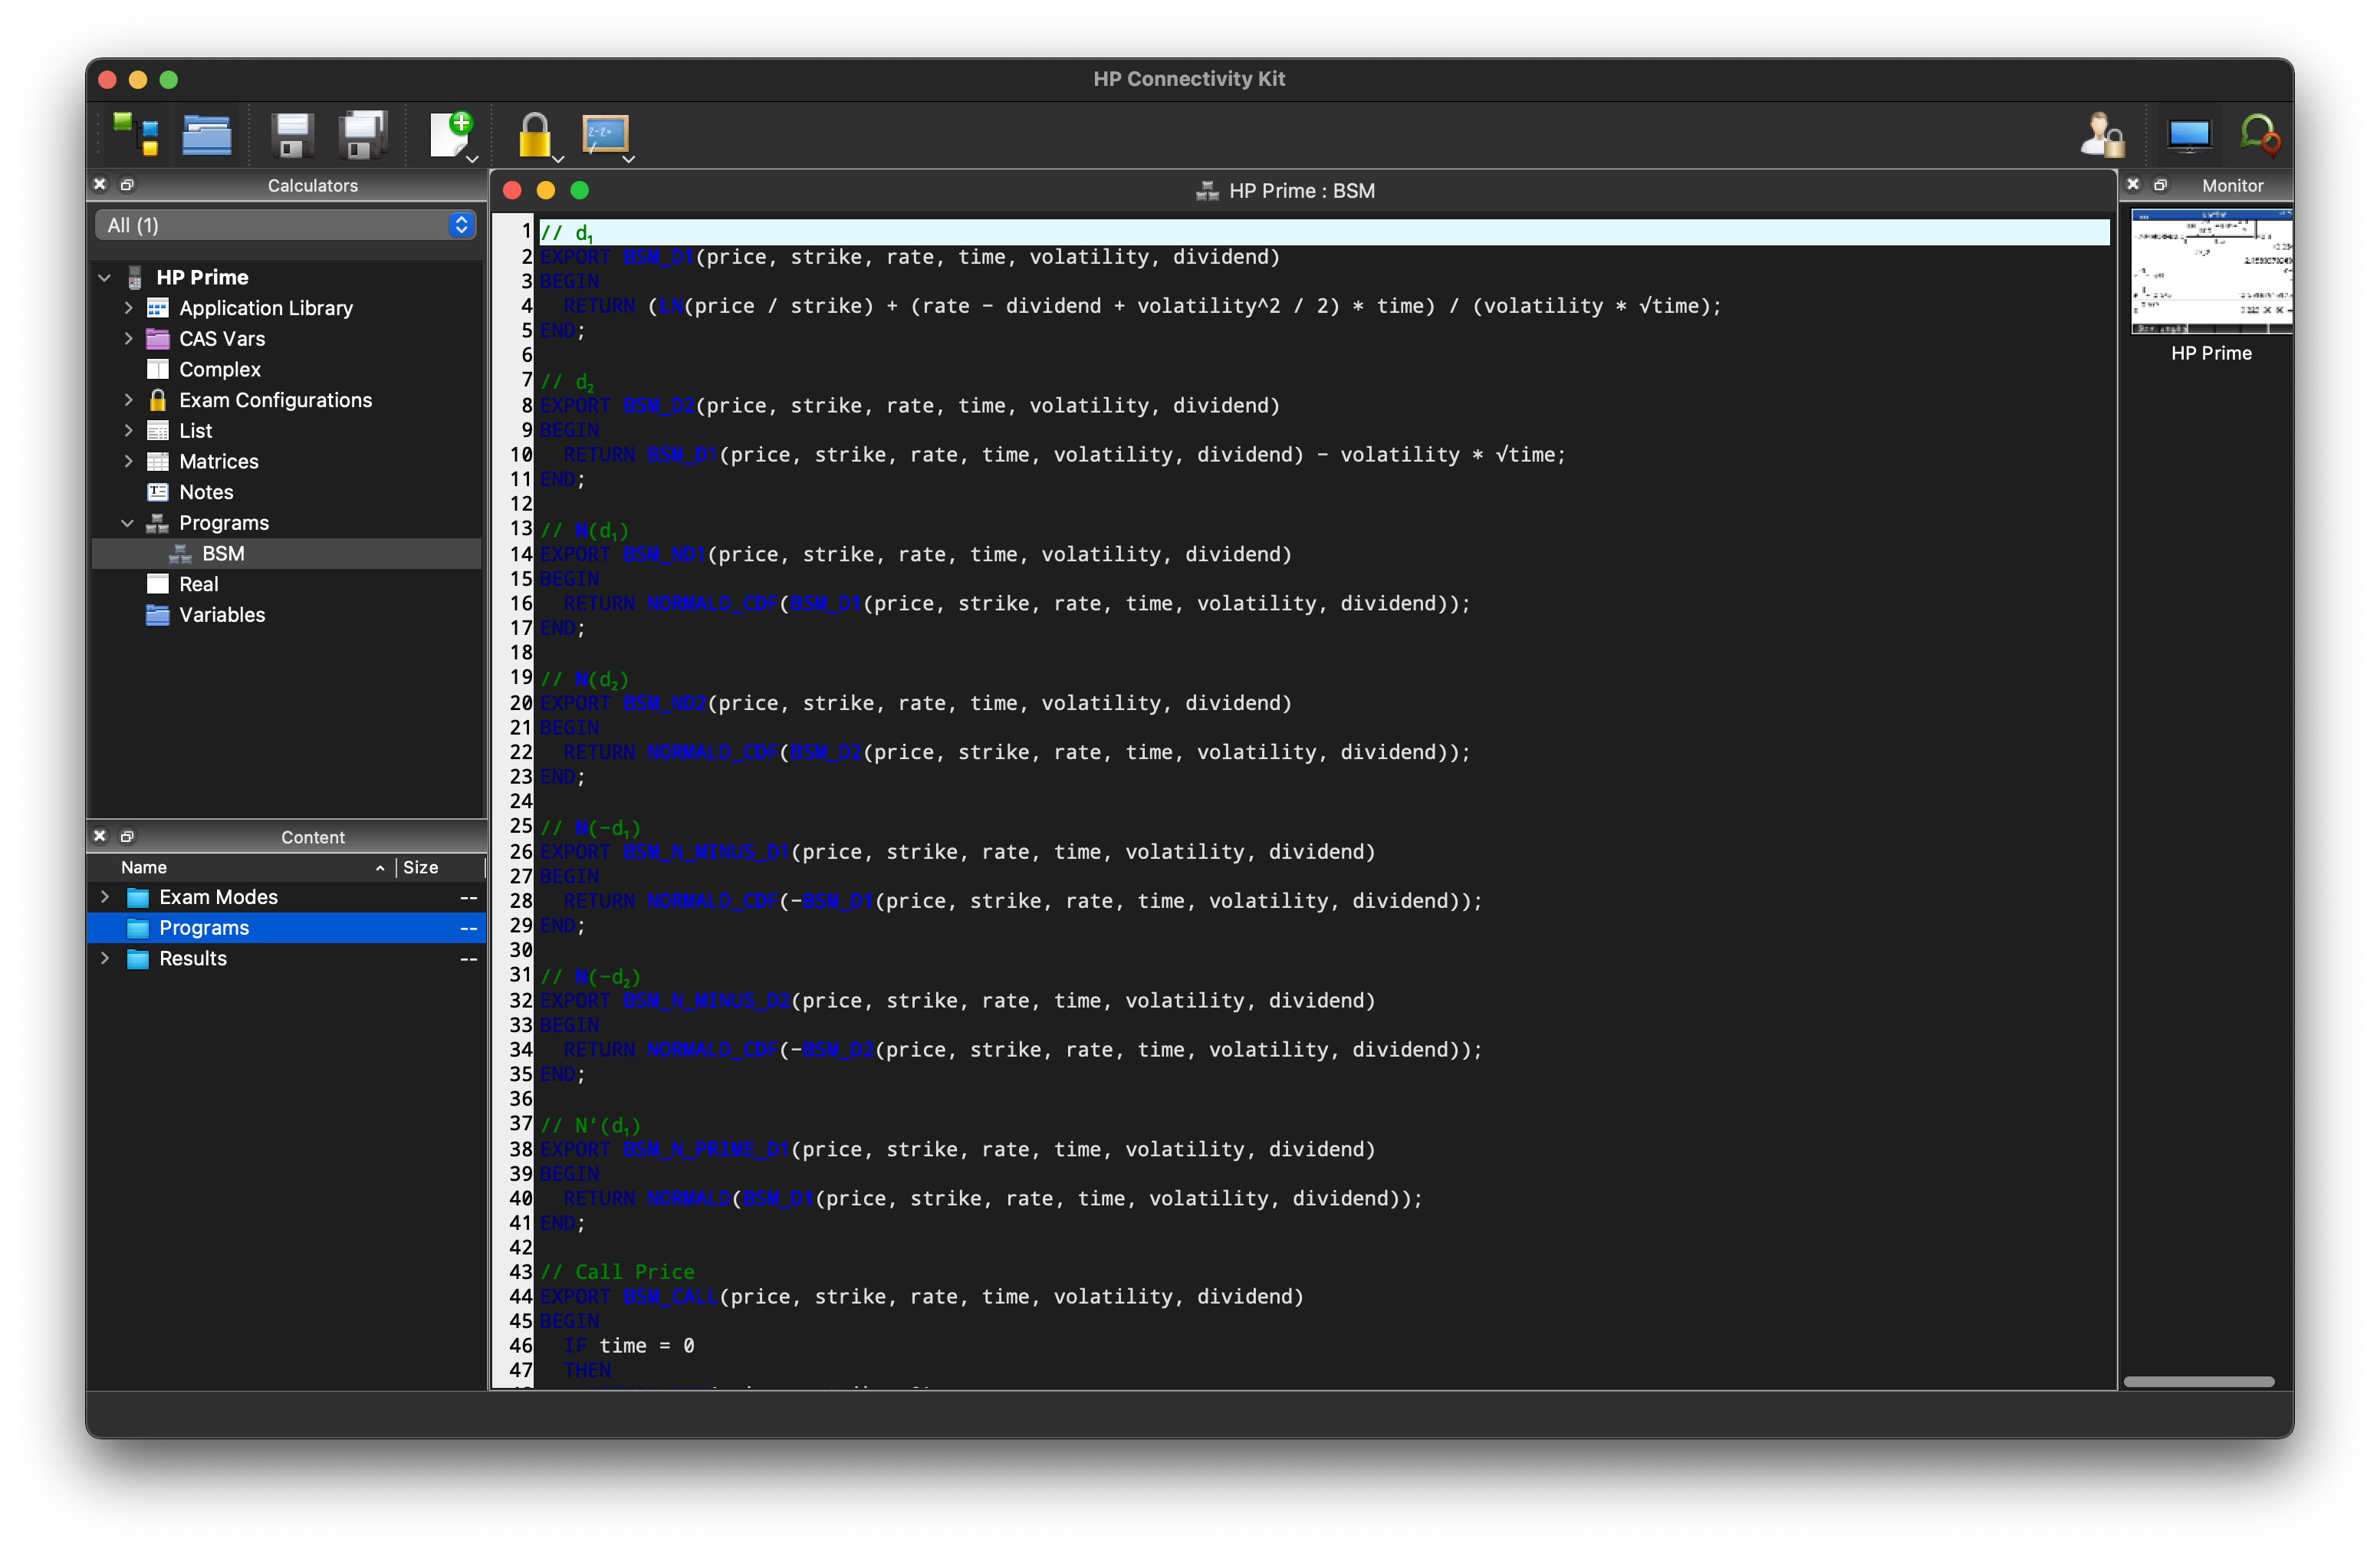 HP Connectivity Kit
Calculators
All (1)
HP Prime
Application Library
CAS Vars
Complex
Exam Configurations
List
Matrices
Notes
Programs
BSM
Real
Variables
Content
Name Size
Exam Modes --
Programs --
Results --
HP Prime : BSM
1 // d₁
2 EXPORT BSM_D1(price, strike, rate, time, volatility, dividend)
3 BEGIN
4 RETURN (LN(price / strike) + (rate - dividend + volatility^2 / 2) * time) / (volatility * √time);
5 END;
6
7 // d₂
8 EXPORT BSM_D2(price, strike, rate, time, volatility, dividend)
9 BEGIN
10 RETURN BSM_D1(price, strike, rate, time, volatility, dividend) - volatility * √time;
11 END;
12
13 // N(d₁)
14 EXPORT BSM_ND1(price, strike, rate, time, volatility, dividend)
15 BEGIN
16 RETURN NORMALD_CDF(BSM_D1(price, strike, rate, time, volatility, dividend));
17 END;
18
19 // N(d₂)
20 EXPORT BSM_ND2(price, strike, rate, time, volatility, dividend)
21 BEGIN
22 RETURN NORMALD_CDF(BSM_D2(price, strike, rate, time, volatility, dividend));
23 END;
24
25 // N(-d₁)
26 EXPORT BSM_N_MINUS_D1(price, strike, rate, time, volatility, dividend)
27 BEGIN
28 RETURN NORMALD_CDF(-BSM_D1(price, strike, rate, time, volatility, dividend));
29 END;
30
31 // N(-d₂)
32 EXPORT BSM_N_MINUS_D2(price, strike, rate, time, volatility, dividend)
33 BEGIN
34 RETURN NORMALD_CDF(-BSM_D2(price, strike, rate, time, volatility, dividend));
35 END;
36
37 // N'(d₁)
38 EXPORT BSM_N_PRIME_D1(price, strike, rate, time, volatility, dividend)
39 BEGIN
40 RETURN NORMALD(BSM_D1(price, strike, rate, time, volatility, dividend));
41 END;
42
43 // Call Price
44 EXPORT BSM_CALL(price, strike, rate, time, volatility, dividend)
45 BEGIN
46 IF time = 0
47 THEN
Monitor
HP Prime